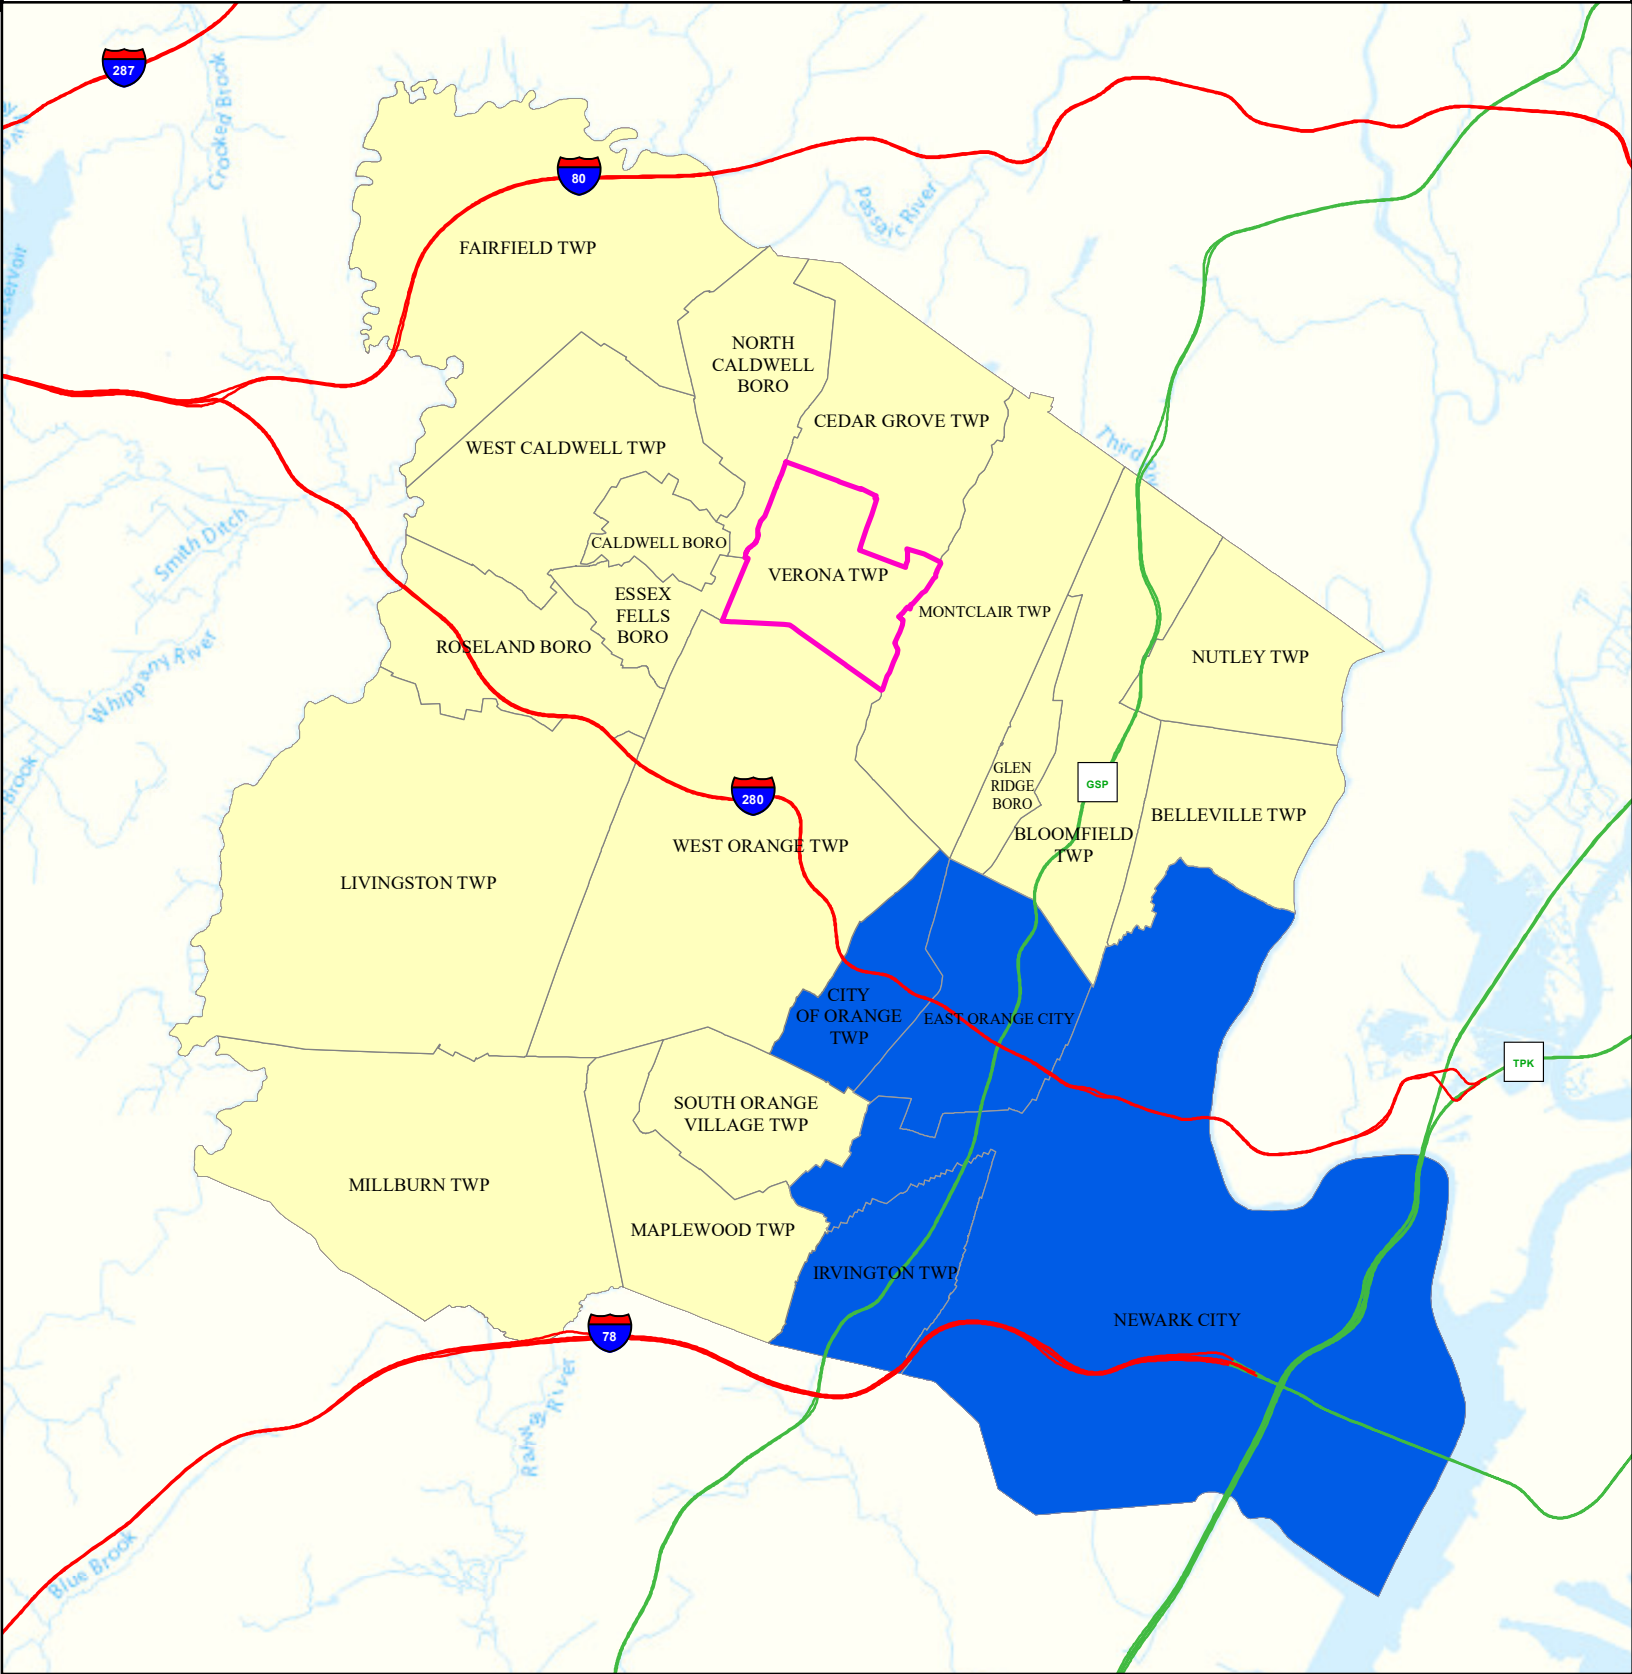 287
Crooked Brook
80
Passaic River
FAIRFIELD TWP
NORTH
CALDWELL
BORO
CEDAR GROVE TWP
WEST CALDWELL TWP
Third
Smith Ditch
CALDWELL BORO
VERONA TWP
ESSEX
FELLS
BORO
MONTCLAIR TWP
ROSELAND BORO
NUTLEY TWP
Whippany River
Brook
GLEN
RIDGE
BORO
GSP
280
BELLEVILLE TWP
BLOOMFIELD
TWP
WEST ORANGE TWP
LIVINGSTON TWP
CITY
OF ORANGE
TWP
EAST ORANGE CITY
TPK
SOUTH ORANGE
VILLAGE TWP
MILLBURN TWP
MAPLEWOOD TWP
IRVINGTON TWP
NEWARK CITY
78
River
Blue Brook